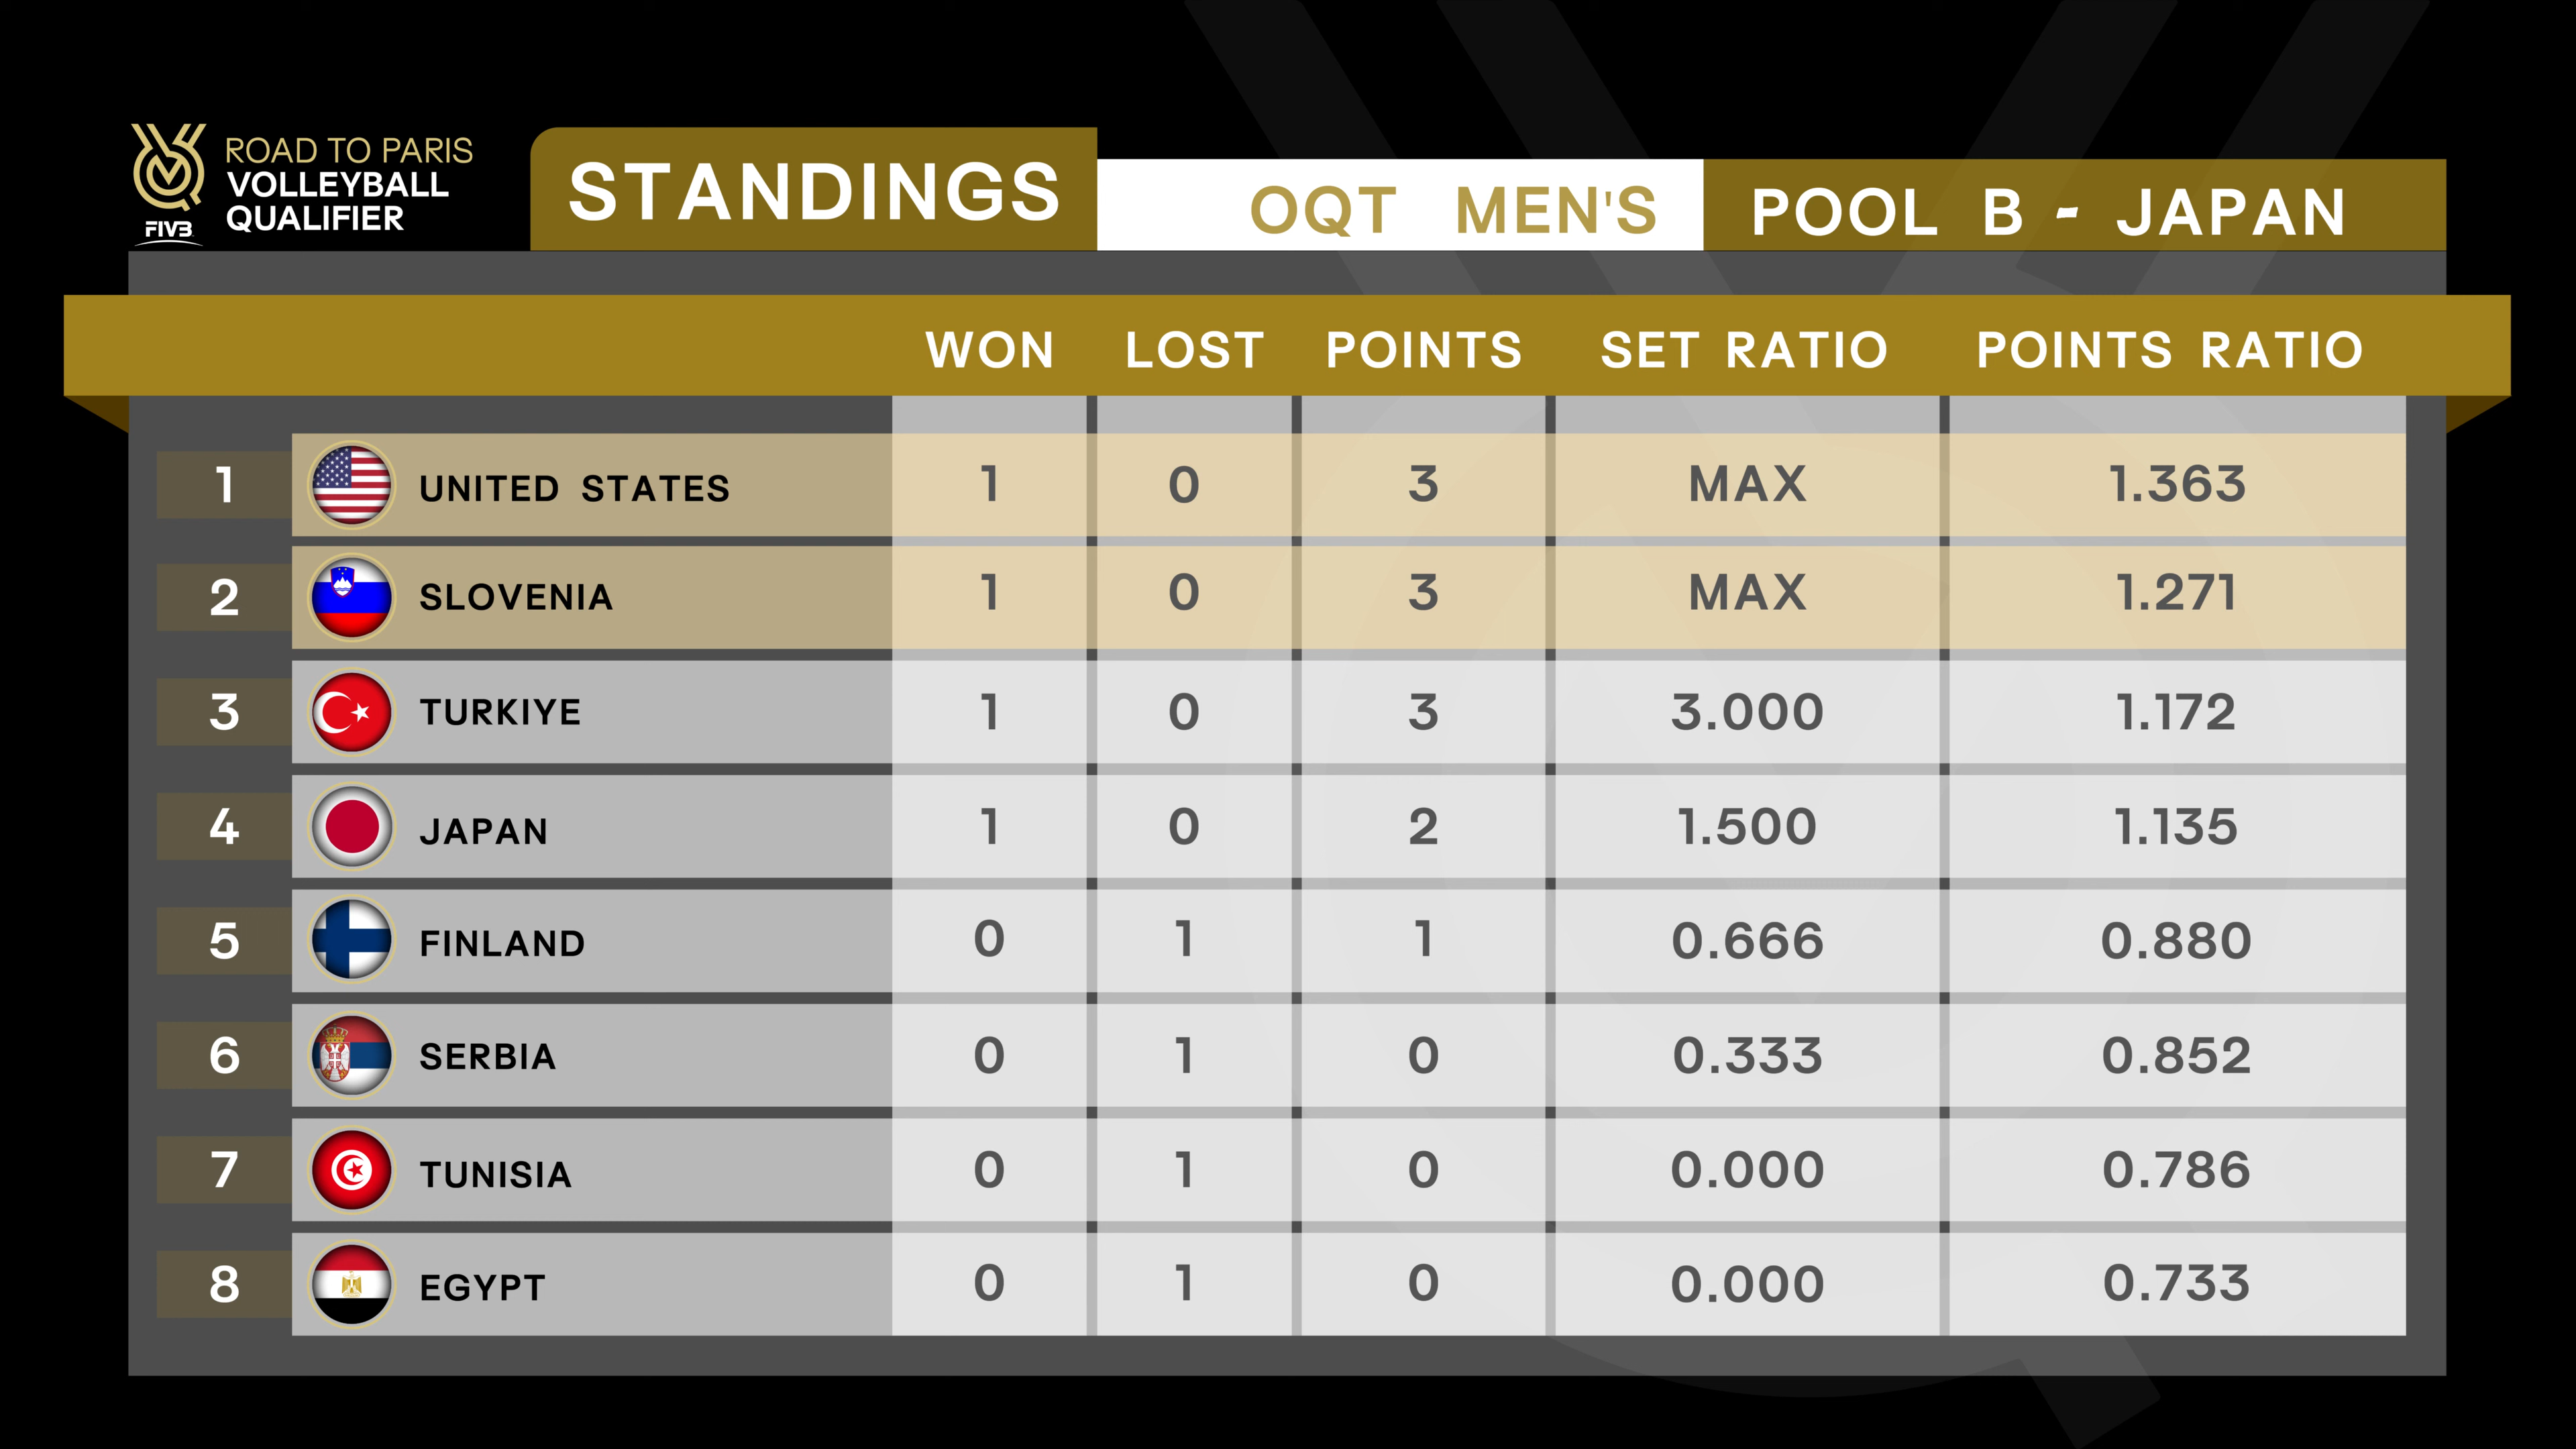 ROAD TO PARIS
VOLLEYBALL
QUALIFIER
FIVB
STANDINGS
OQT MEN'S
POOL B - JAPAN
WON LOST POINTS SET RATIO POINTS RATIO
1 UNITED STATES 1 0 3 MAX 1.363
2 SLOVENIA 1 0 3 MAX 1.271
3 TURKIYE 1 0 3 3.000 1.172
4 JAPAN 1 0 2 1.500 1.135
5 FINLAND 0 1 1 0.666 0.880
6 SERBIA 0 1 0 0.333 0.852
7 TUNISIA 0 1 0 0.000 0.786
8 EGYPT 0 1 0 0.000 0.733